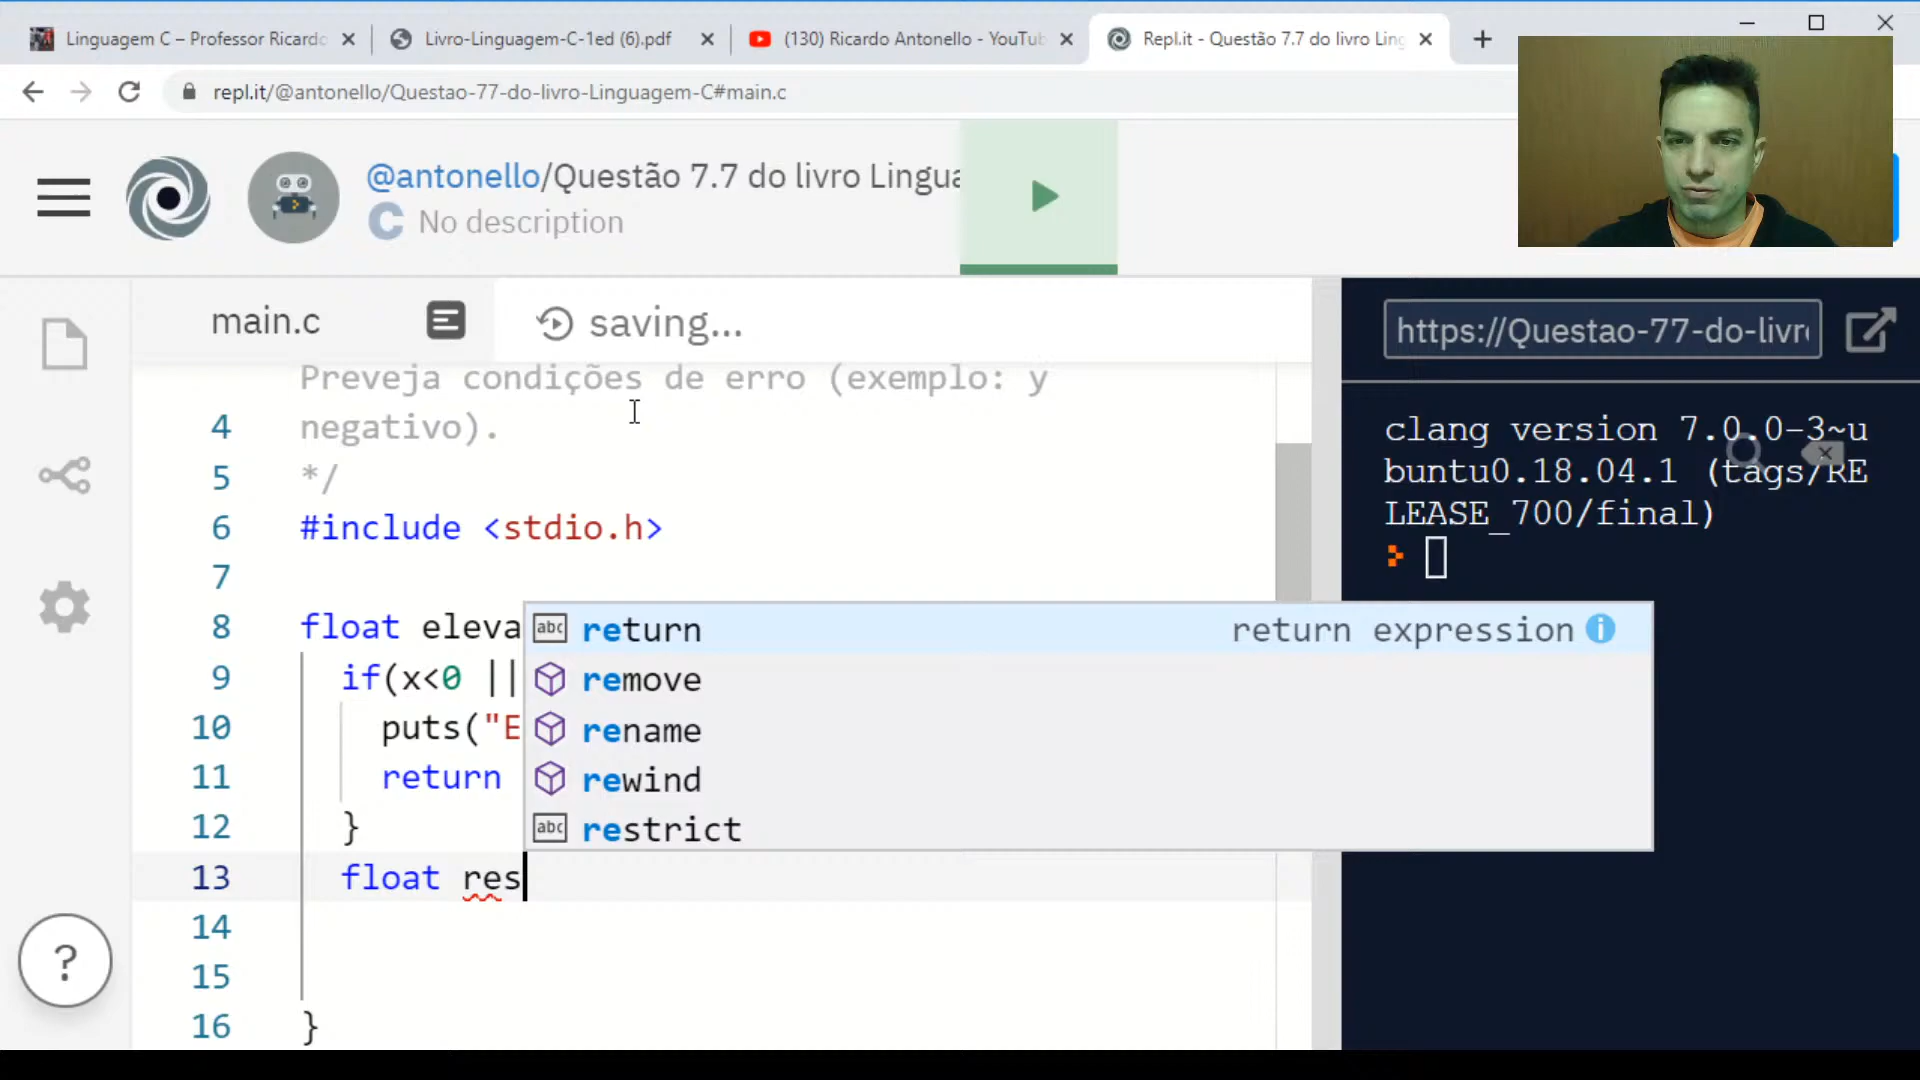 Linguagem C – Professor Ricardo
Livro-Linguagem-C-1ed (6).pdf
(130) Ricardo Antonello - YouTu
Repl.it - Questão 7.7 do livro Ling
repl.it/@antonello/Questao-77-do-livro-Linguagem-C#main.c
@antonello/Questão 7.7 do livro Lingua
C No description
main.c
saving...
https://Questao-77-do-livr
Preveja condições de erro (exemplo: y
4 negativo).
5 */
6 #include <stdio.h>
7
8 float eleva
9 if(x<0 ||
10 puts("E
11 return
12 }
13 float res
14
15
16 }
abc return return expression i
remove
rename
rewind
abc restrict
clang version 7.0.0-3~u
buntu0.18.04.1 (tags/RE
LEASE_700/final)
?